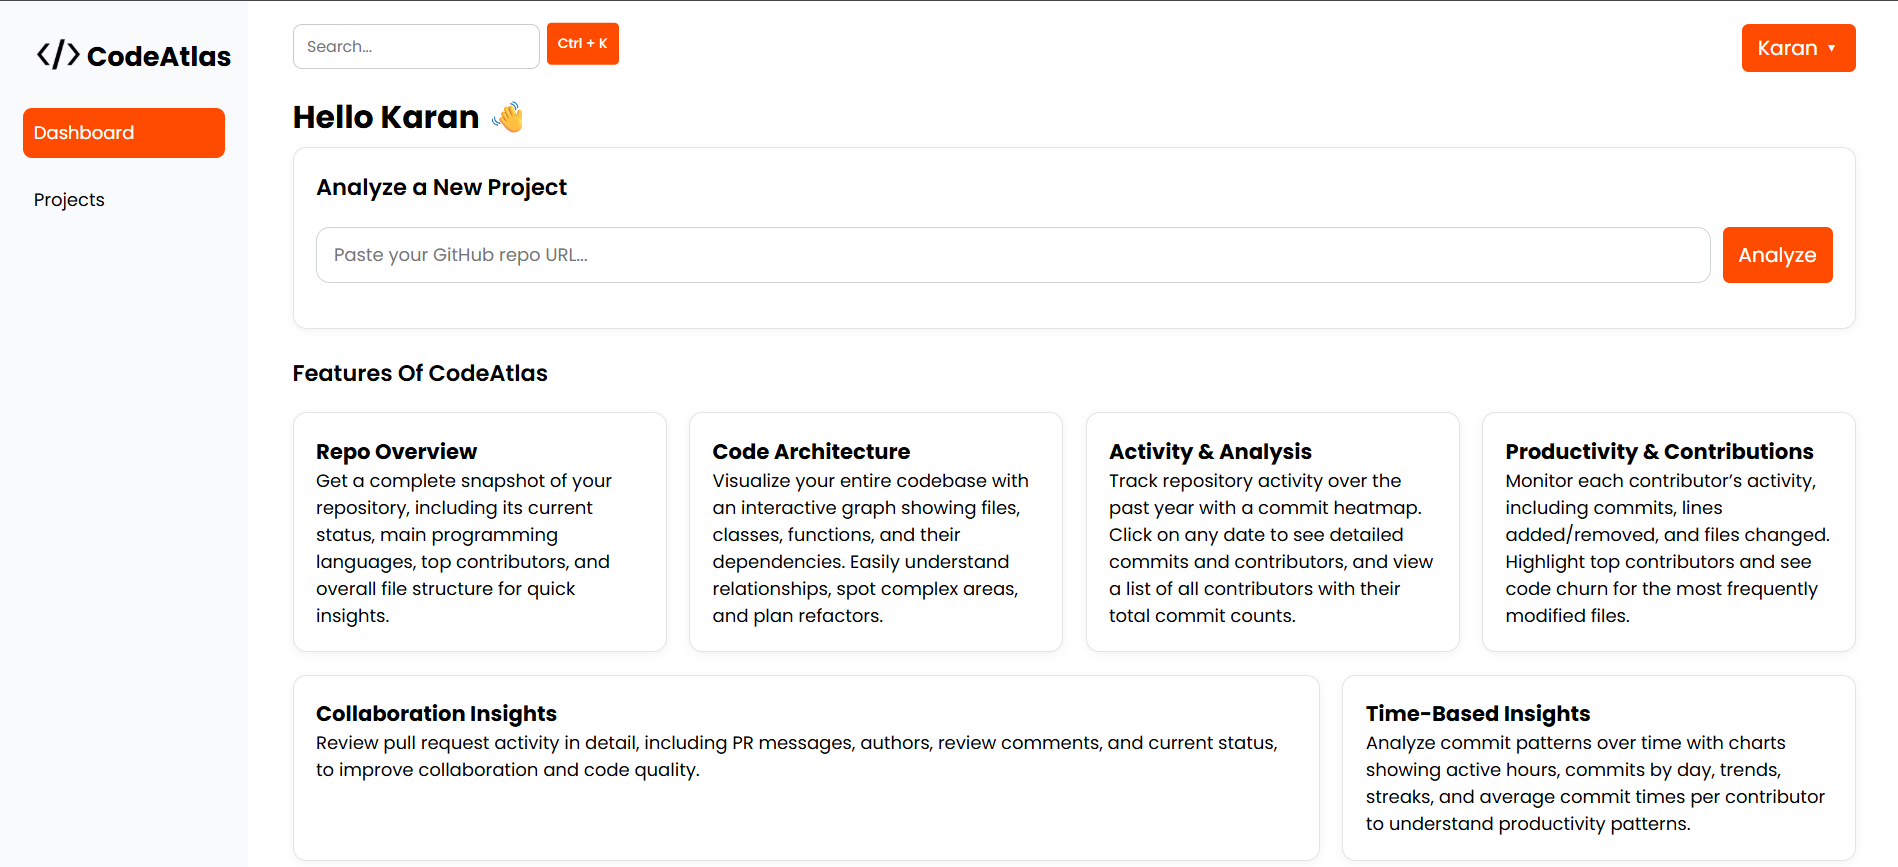 </> CodeAtlas
Dashboard
Projects
Search...
Ctrl + K
Karan ▼
Hello Karan 👋
Analyze a New Project
Paste your GitHub repo URL...
Analyze
Features Of CodeAtlas
Repo Overview
Get a complete snapshot of your
repository, including its current
status, main programming
languages, top contributors, and
overall file structure for quick
insights.
Code Architecture
Visualize your entire codebase with
an interactive graph showing files,
classes, functions, and their
dependencies. Easily understand
relationships, spot complex areas,
and plan refactors.
Activity & Analysis
Track repository activity over the
past year with a commit heatmap.
Click on any date to see detailed
commits and contributors, and view
a list of all contributors with their
total commit counts.
Productivity & Contributions
Monitor each contributor’s activity,
including commits, lines
added/removed, and files changed.
Highlight top contributors and see
code churn for the most frequently
modified files.
Collaboration Insights
Review pull request activity in detail, including PR messages, authors, review comments, and current status,
to improve collaboration and code quality.
Time-Based Insights
Analyze commit patterns over time with charts
showing active hours, commits by day, trends,
streaks, and average commit times per contributor
to understand productivity patterns.